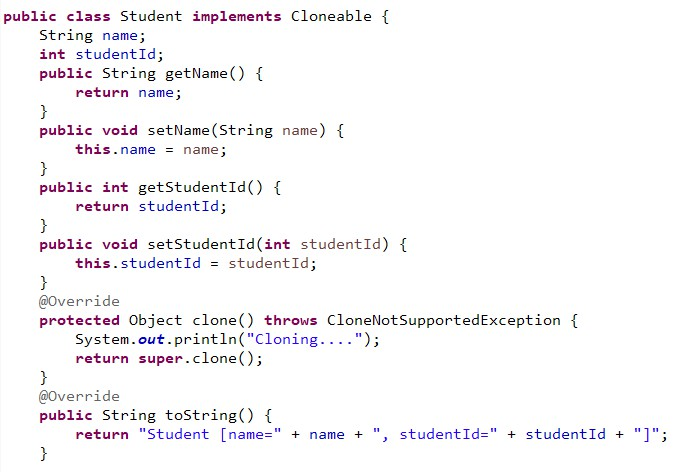 public class Student implements Cloneable {
    String name;
    int studentId;
    public String getName() {
        return name;
    }
    public void setName(String name) {
        this.name = name;
    }
    public int getStudentId() {
        return studentId;
    }
    public void setStudentId(int studentId) {
        this.studentId = studentId;
    }
    @Override
    protected Object clone() throws CloneNotSupportedException {
        System.out.println("Cloning....");
        return super.clone();
    }
    @Override
    public String toString() {
        return "Student [name=" + name + ", studentId=" + studentId + "]";
    }